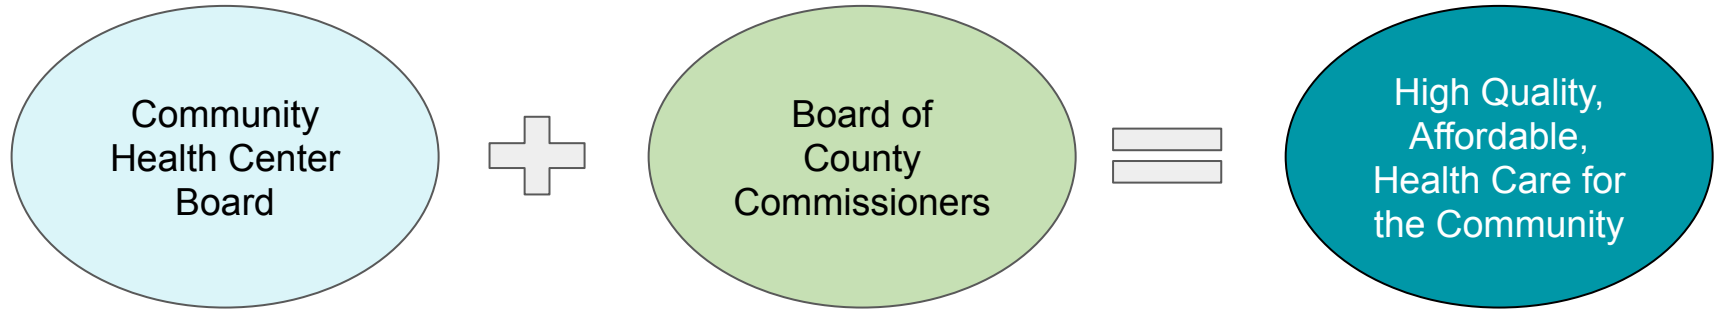 Community
Health Center
Board
Board of
County
Commissioners
High Quality,
Affordable,
Health Care for
the Community